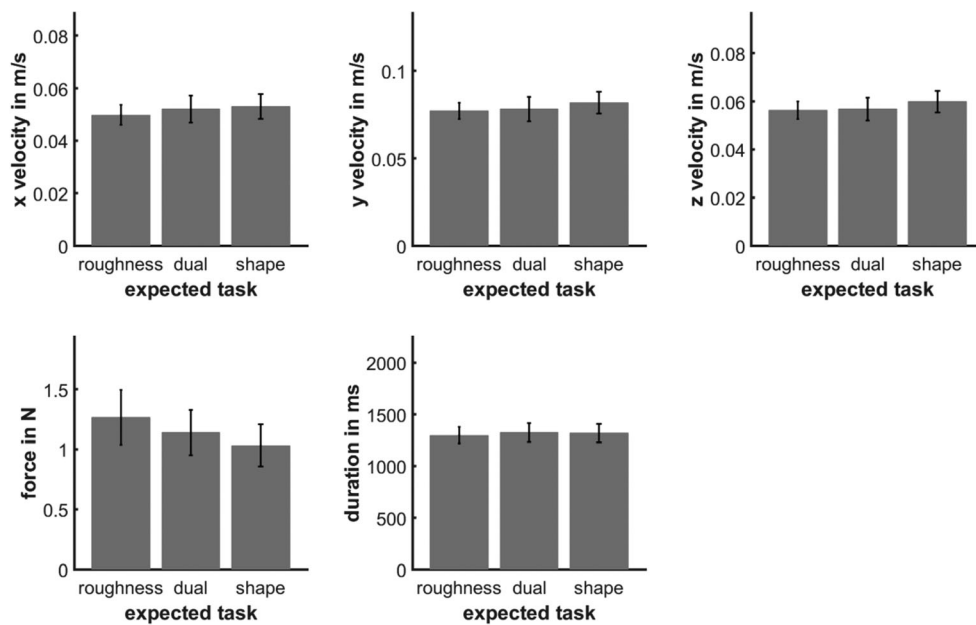 x velocity in m/s
0.08
0.06
0.04
0.02
0
roughness dual shape
expected task
y velocity in m/s
0.1
0.05
0
roughness dual shape
expected task
z velocity in m/s
0.08
0.06
0.04
0.02
0
roughness dual shape
expected task
force in N
1.5
1
0.5
0
roughness dual shape
expected task
duration in ms
2000
1500
1000
500
0
roughness dual shape
expected task